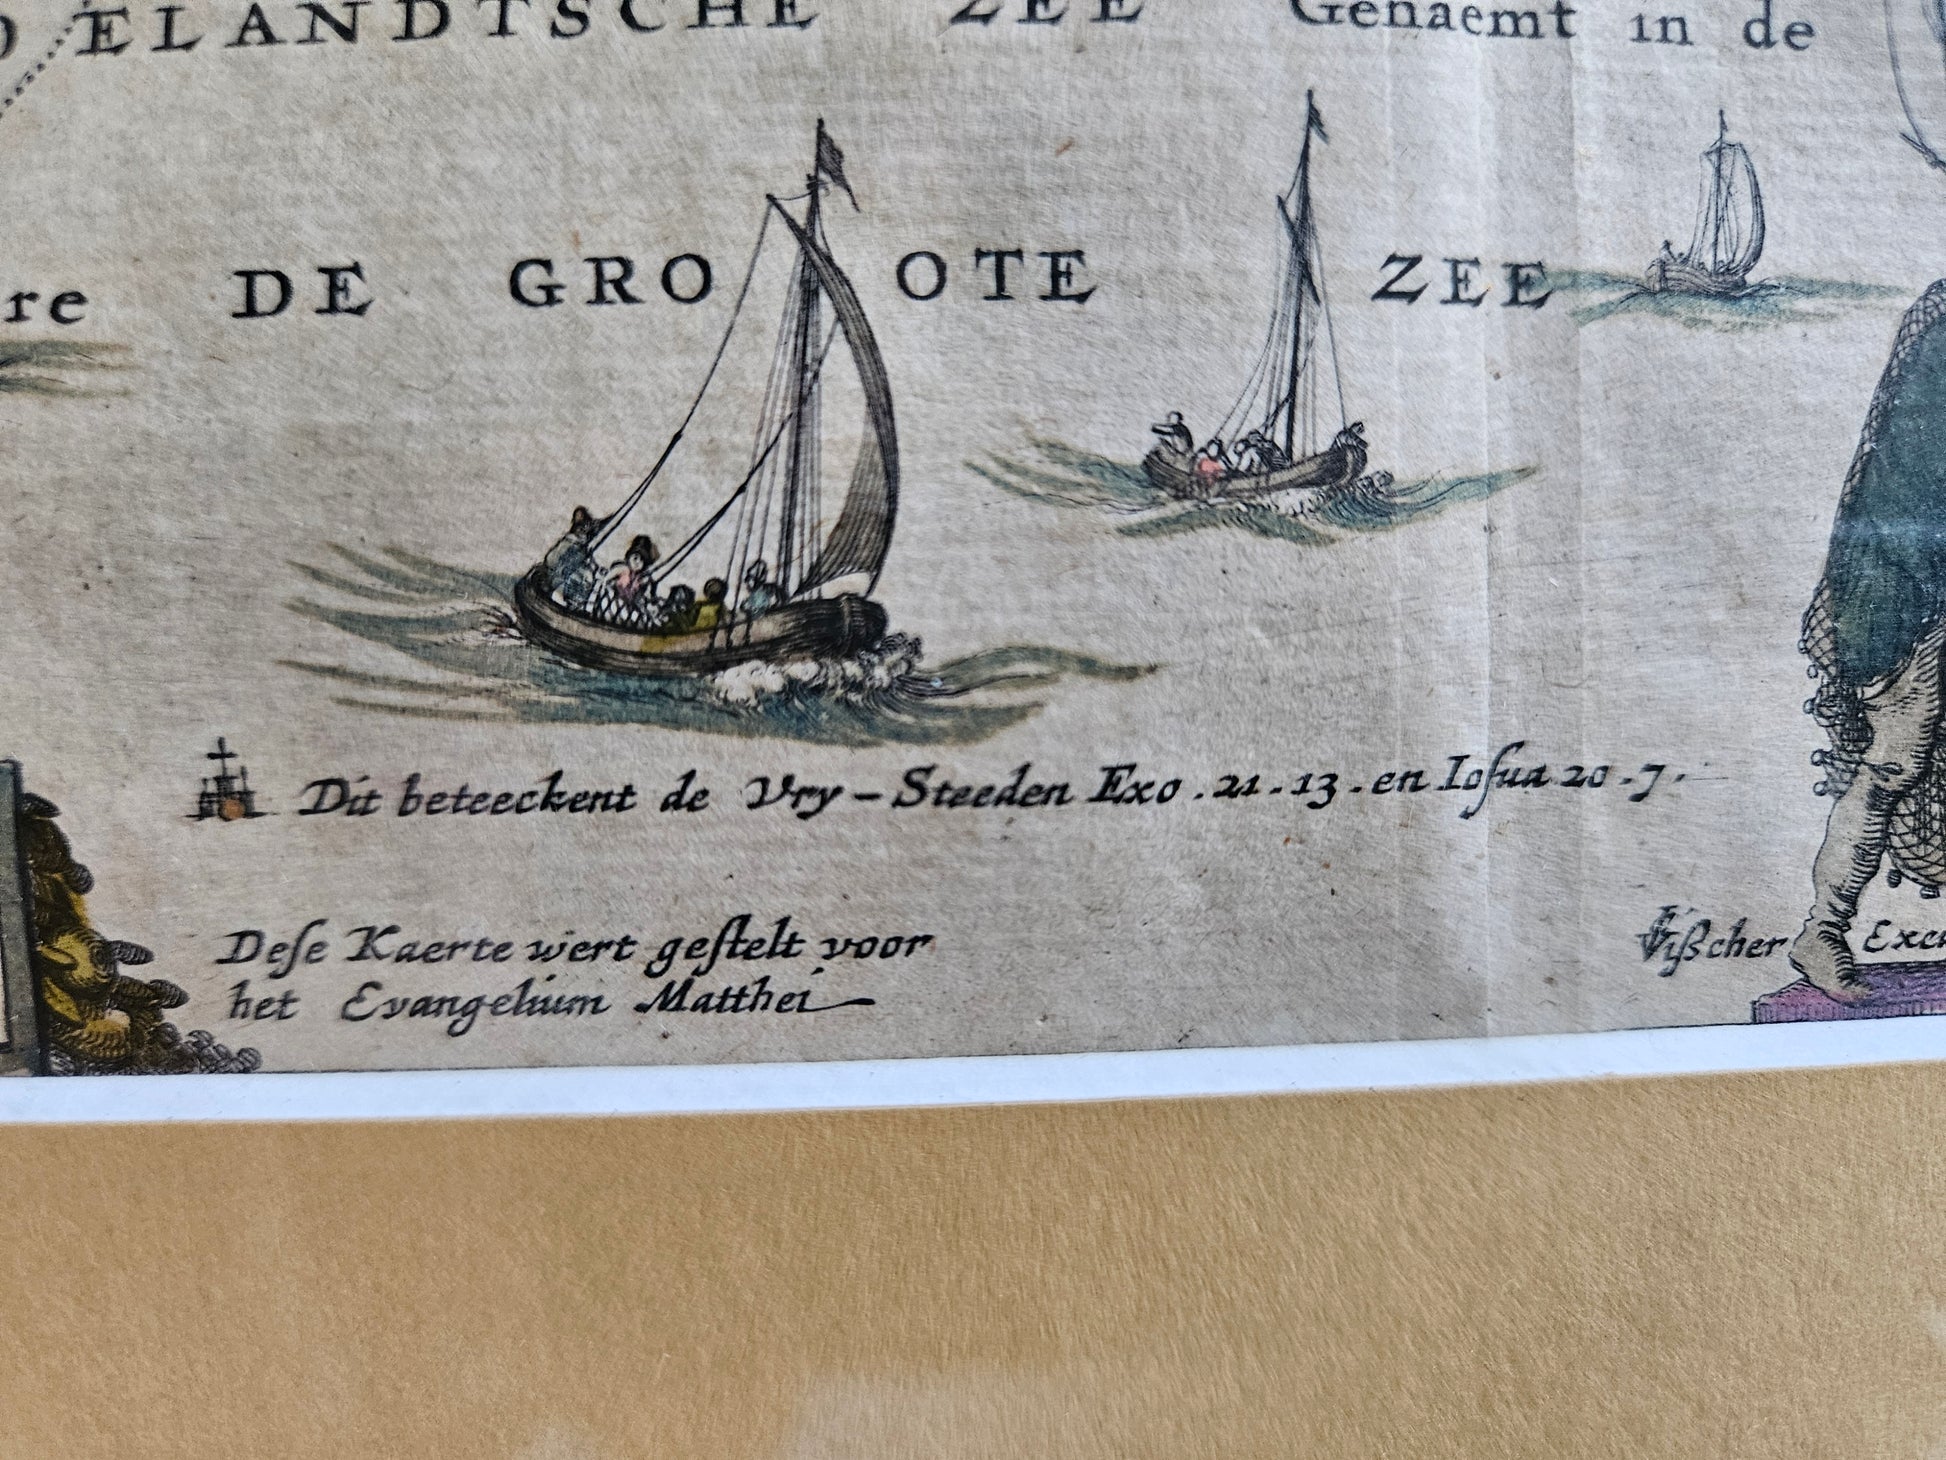 ELANDTSCHE ZEE Genaemt in de
re DE GROOTE ZEE
Dit beteeckent de Vry-Steeden Exo. 21.13. en Iosua 20.7.
Dese Kaerte wert gestelt voor
het Evangelium Matthei
Visscher